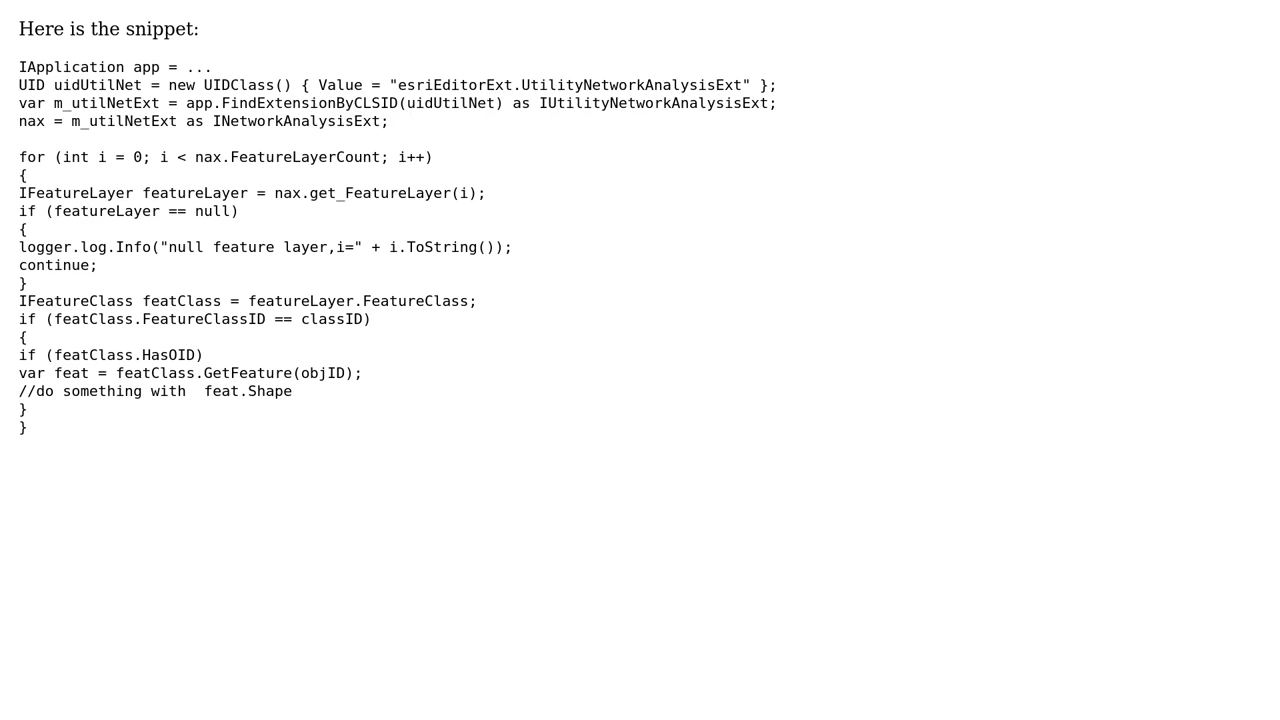 Here is the snippet:
IApplication app = ...
UID uidUtilNet = new UIDClass() { Value = "esriEditorExt.UtilityNetworkAnalysisExt" };
var m_utilNetExt = app.FindExtensionByCLSID(uidUtilNet) as IUtilityNetworkAnalysisExt;
nax = m_utilNetExt as INetworkAnalysisExt;

for (int i = 0; i < nax.FeatureLayerCount; i++)
{
IFeatureLayer featureLayer = nax.get_FeatureLayer(i);
if (featureLayer == null)
{
logger.log.Info("null feature layer,i=" + i.ToString());
continue;
}
IFeatureClass featClass = featureLayer.FeatureClass;
if (featClass.FeatureClassID == classID)
{
if (featClass.HasOID)
var feat = featClass.GetFeature(objID);
//do something with  feat.Shape
}
}